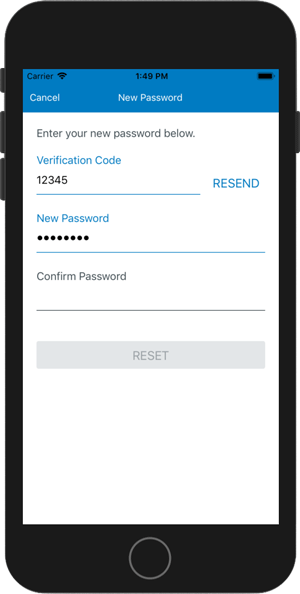 Carrier 1:49 PM
Cancel New Password
Enter your new password below.
Verification Code
12345 RESEND
New Password
●●●●●●●●
Confirm Password
RESET